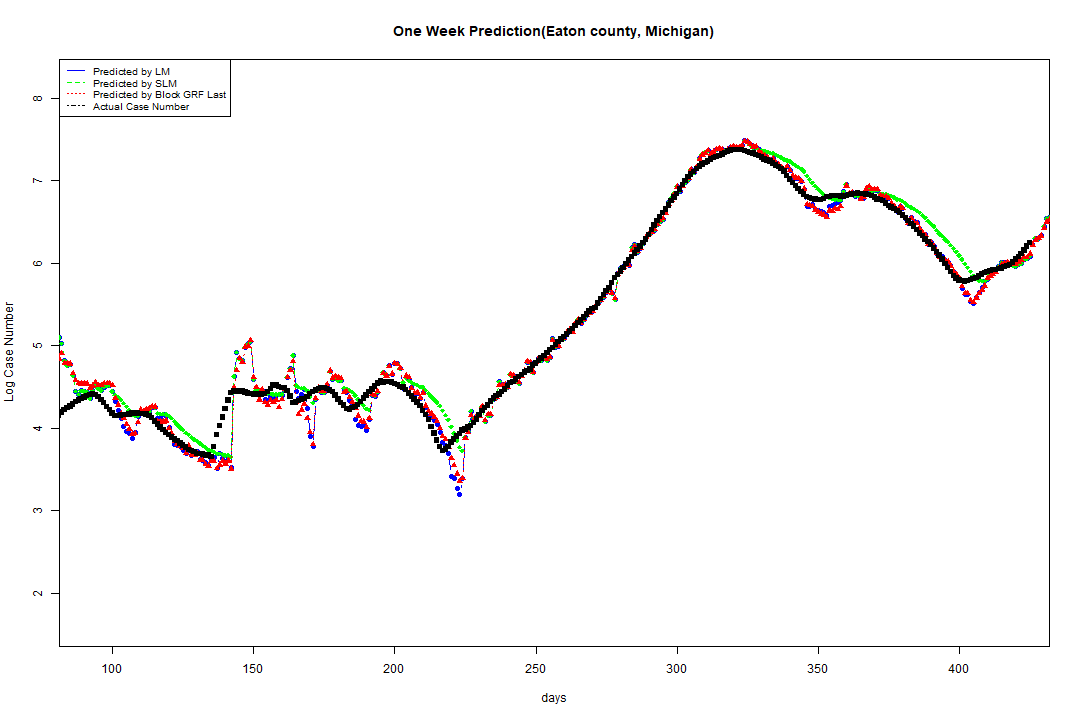 One Week Prediction(Eaton county, Michigan)
Predicted by LM
Predicted by SLM
Predicted by Block GRF Last
Actual Case Number
8
7
6
5
4
3
2
Log Case Number
100 150 200 250 300 350 400
days